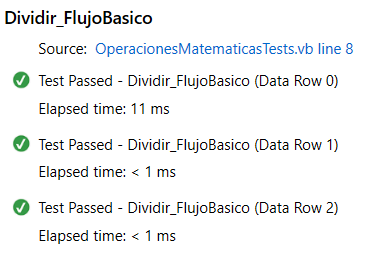 Dividir_FlujoBasico
Source: OperacionesMatematicasTests.vb line 8
Test Passed - Dividir_FlujoBasico (Data Row 0)
Elapsed time: 11 ms
Test Passed - Dividir_FlujoBasico (Data Row 1)
Elapsed time: < 1 ms
Test Passed - Dividir_FlujoBasico (Data Row 2)
Elapsed time: < 1 ms